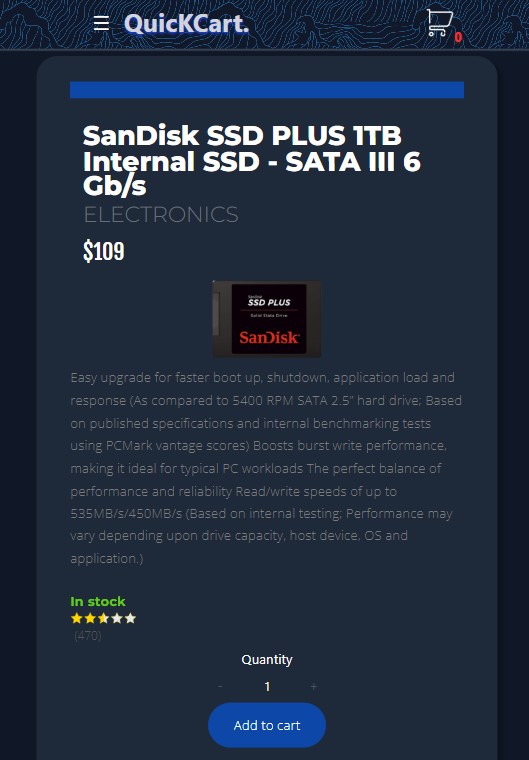 ☰ QuicKCart.
0
SanDisk SSD PLUS 1TB
Internal SSD - SATA III 6
Gb/s
ELECTRONICS
$109
SanDisk
SSD PLUS
Solid State Drive
SanDisk
Easy upgrade for faster boot up, shutdown, application load and
response (As compared to 5400 RPM SATA 2.5" hard drive; Based
on published specifications and internal benchmarking tests
using PCMark vantage scores) Boosts burst write performance,
making it ideal for typical PC workloads The perfect balance of
performance and reliability Read/write speeds of up to
535MB/s/450MB/s (Based on internal testing; Performance may
vary depending upon drive capacity, host device, OS and
application.)
In stock
(470)
Quantity
- 1 +
Add to cart